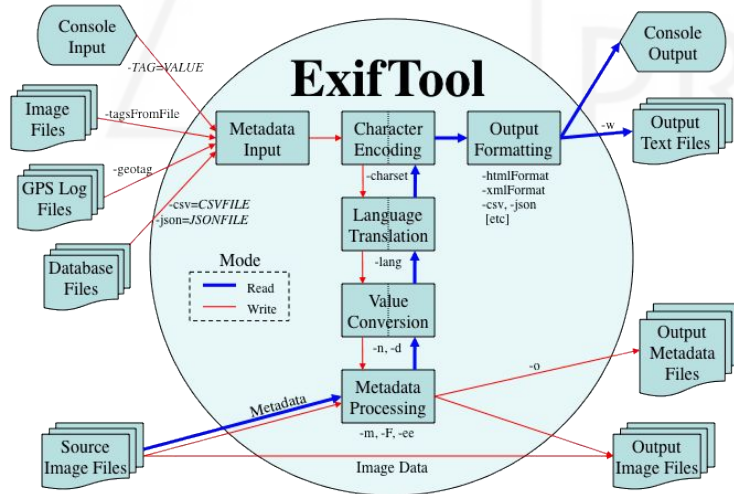 Console
Input
-TAG=VALUE
ExifTool
Console
Output
Image
Files
-tagsFromFile
Metadata
Input
Character
Encoding
Output
Formatting
-w
Output
Text Files
GPS Log
Files
-geotag
-charset
-htmlFormat
-xmlFormat
-csv, -json
[etc]
-csv=CSVFILE
-json=JSONFILE
Language
Translation
-lang
Database
Files
Mode
Read
Write
Value
Conversion
-n, -d
Output
Metadata
Files
-o
Metadata
Metadata
Processing
-m, -F, -ee
Source
Image Files
Image Data
Output
Image Files